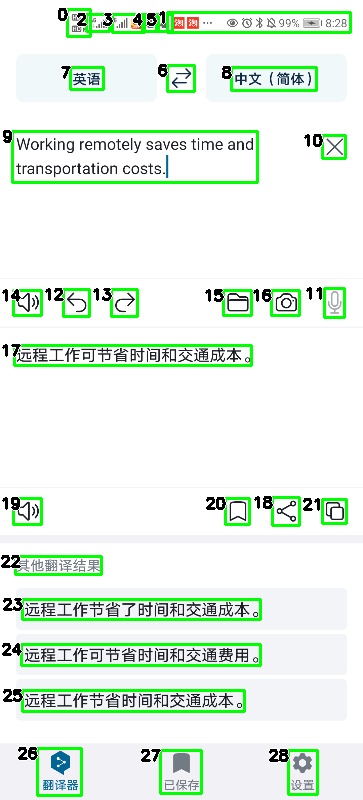 99% 8:28
英语
中文（简体）
Working remotely saves time and
transportation costs.
远程工作可节省时间和交通成本。
其他翻译结果
远程工作节省了时间和交通成本。
远程工作可节省时间和交通费用。
远程工作节省时间和交通成本。
翻译器
已保存
设置